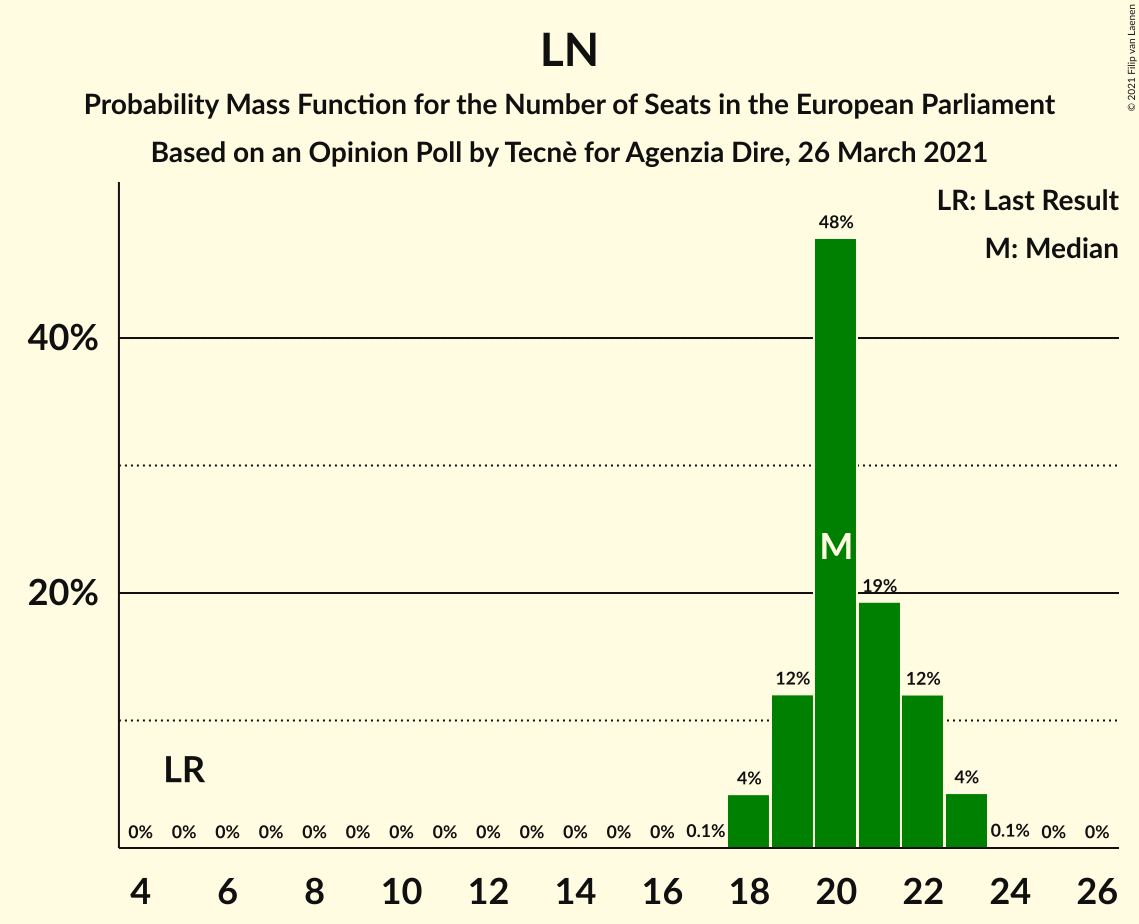 LN
Probability Mass Function for the Number of Seats in the European Parliament
Based on an Opinion Poll by Tecnè for Agenzia Dire, 26 March 2021
© 2021 Filip van Laenen
LR: Last Result
M: Median
48%
40%
M
20%
19%
12%
12%
LR
4%
4%
0% 0% 0% 0% 0% 0% 0% 0% 0% 0% 0% 0% 0% 0.1% 0.1% 0% 0%
4 6 8 10 12 14 16 18 20 22 24 26